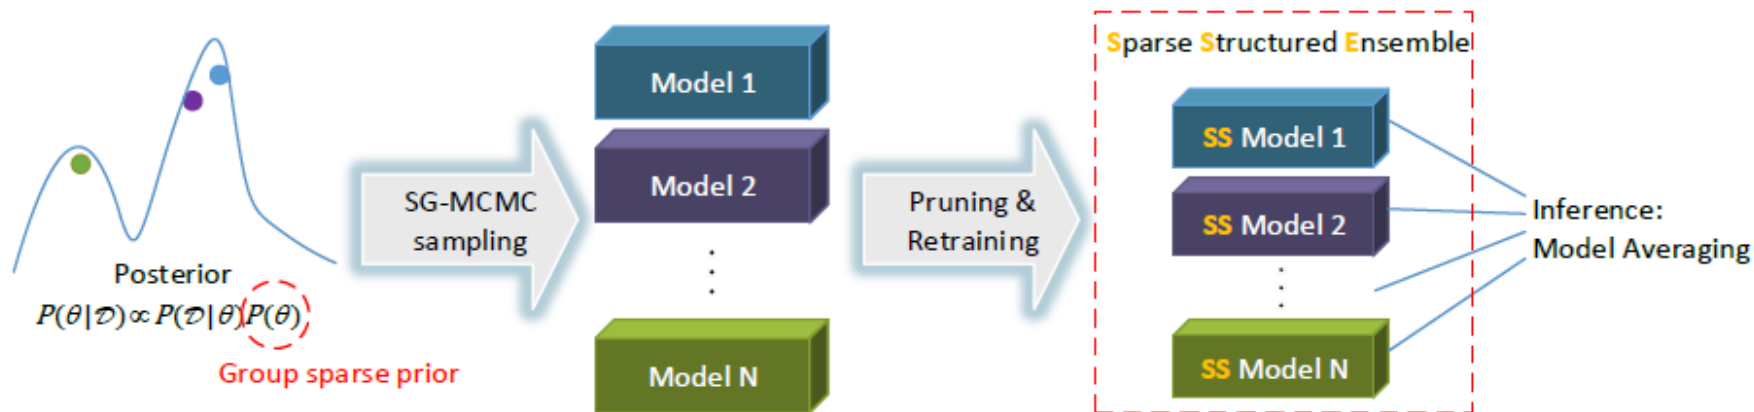 Posterior
P(θ|𝒟)∝P(𝒟|θ)P(θ)
Group sparse prior
SG-MCMC
sampling
Model 1
Model 2
⋮
Model N
Pruning &
Retraining
Sparse Structured Ensemble
SS Model 1
SS Model 2
⋮
SS Model N
Inference:
Model Averaging